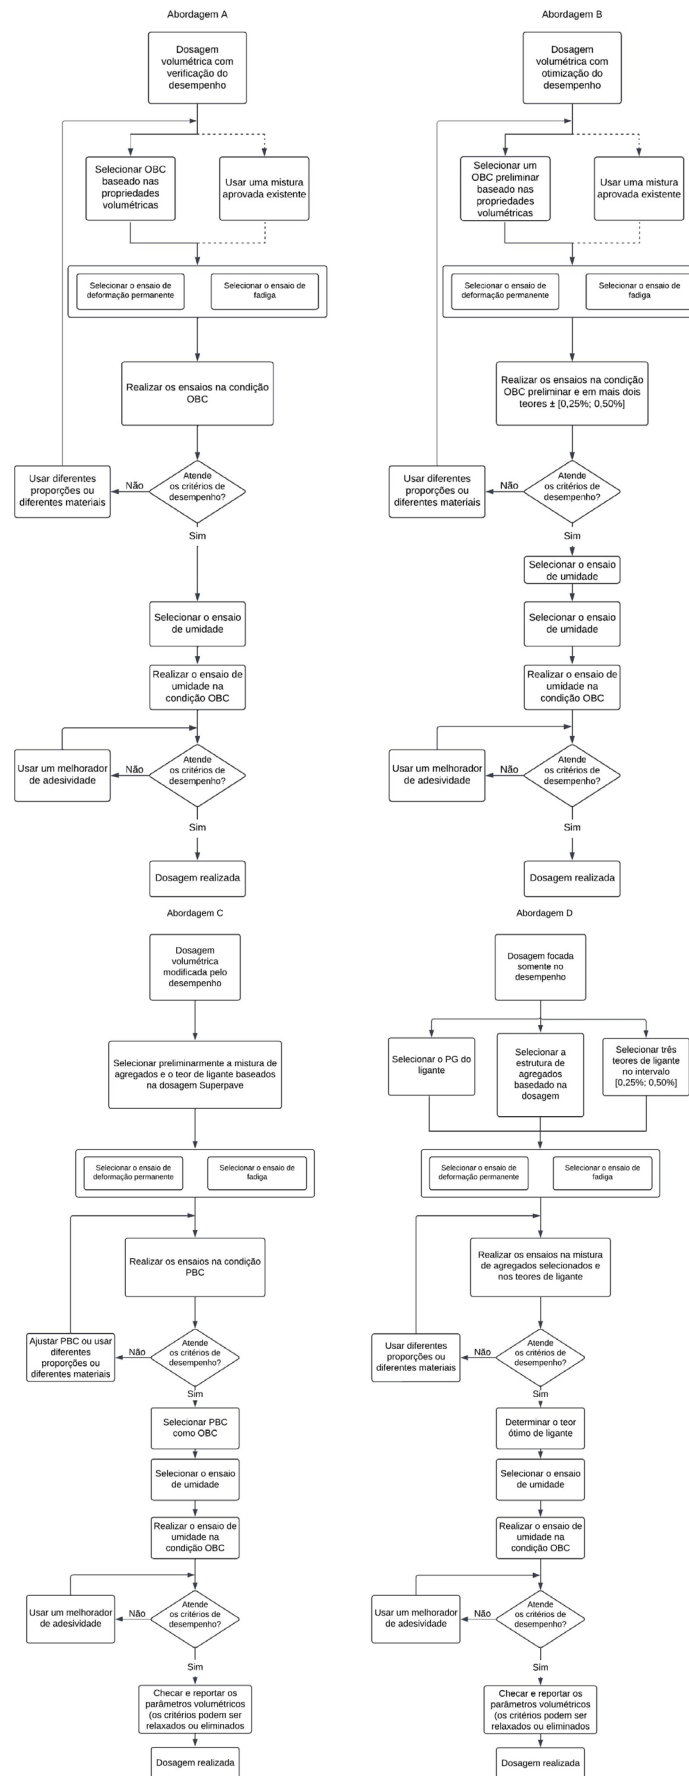 Abordagem A
Dosagem
volumétrica com
verificação do
desempenho
Selecionar OBC
baseado nas
propriedades
volumétricas
Usar uma mistura
aprovada existente
Selecionar o ensaio de
deformação permanente
Selecionar o ensaio de
fadiga
Realizar os ensaios na condição
OBC
Atende
os critérios de
desempenho?
Não
Usar diferentes
proporções ou
diferentes materiais
Sim
Selecionar o ensaio
de umidade
Realizar o ensaio de
umidade na
condição OBC
Atende
os critérios de
desempenho?
Não
Usar um melhorador
de adesividade
Sim
Dosagem realizada
Abordagem B
Dosagem
volumétrica com
otimização do
desempenho
Selecionar um
OBC preliminar
baseado nas
propriedades
volumétricas
Usar uma mistura
aprovada existente
Selecionar o ensaio de
deformação permanente
Selecionar o ensaio de
fadiga
Realizar os ensaios na condição
OBC preliminar e em mais dois
teores ± [0,25%; 0,50%]
Atende
os critérios de
desempenho?
Não
Usar diferentes
proporções ou
diferentes materiais
Sim
Selecionar o ensaio
de umidade
Selecionar o ensaio
de umidade
Realizar o ensaio de
umidade na
condição OBC
Atende
os critérios de
desempenho?
Não
Usar um melhorador
de adesividade
Sim
Dosagem realizada
Abordagem C
Dosagem
volumétrica
modificada pelo
desempenho
Selecionar preliminarmente a mistura de
agregados e o teor de ligante baseados
na dosagem Superpave
Selecionar o ensaio de
deformação permanente
Selecionar o ensaio de
fadiga
Realizar os ensaios na condição
PBC
Atende
os critérios de
desempenho?
Não
Ajustar PBC ou usar
diferentes
proporções ou
diferentes materiais
Sim
Selecionar PBC
como OBC
Selecionar o ensaio
de umidade
Realizar o ensaio de
umidade na
condição OBC
Atende
os critérios de
desempenho?
Não
Usar um melhorador
de adesividade
Sim
Checar e reportar os
parâmetros volumétricos
(os critérios podem ser
relaxados ou eliminados
Dosagem realizada
Abordagem D
Dosagem focada
somente no
desempenho
Selecionar o PG do
ligante
Selecionar a
estrutura de
agregados
basedado na
dosagem
Selecionar três
teores de ligante
no intervalo
[0,25%; 0,50%]
Selecionar o ensaio de
deformação permanente
Selecionar o ensaio de
fadiga
Realizar os ensaios na mistura
de agregados selecionados e
nos teores de ligante
Atende
os critérios de
desempenho?
Não
Usar diferentes
proporções ou
diferentes materiais
Sim
Determinar o teor
ótimo de ligante
Selecionar o ensaio
de umidade
Realizar o ensaio de
umidade na
condição OBC
Atende
os critérios de
desempenho?
Não
Usar um melhorador
de adesividade
Sim
Checar e reportar os
parâmetros volumétricos
(os critérios podem ser
relaxados ou eliminados
Dosagem realizada